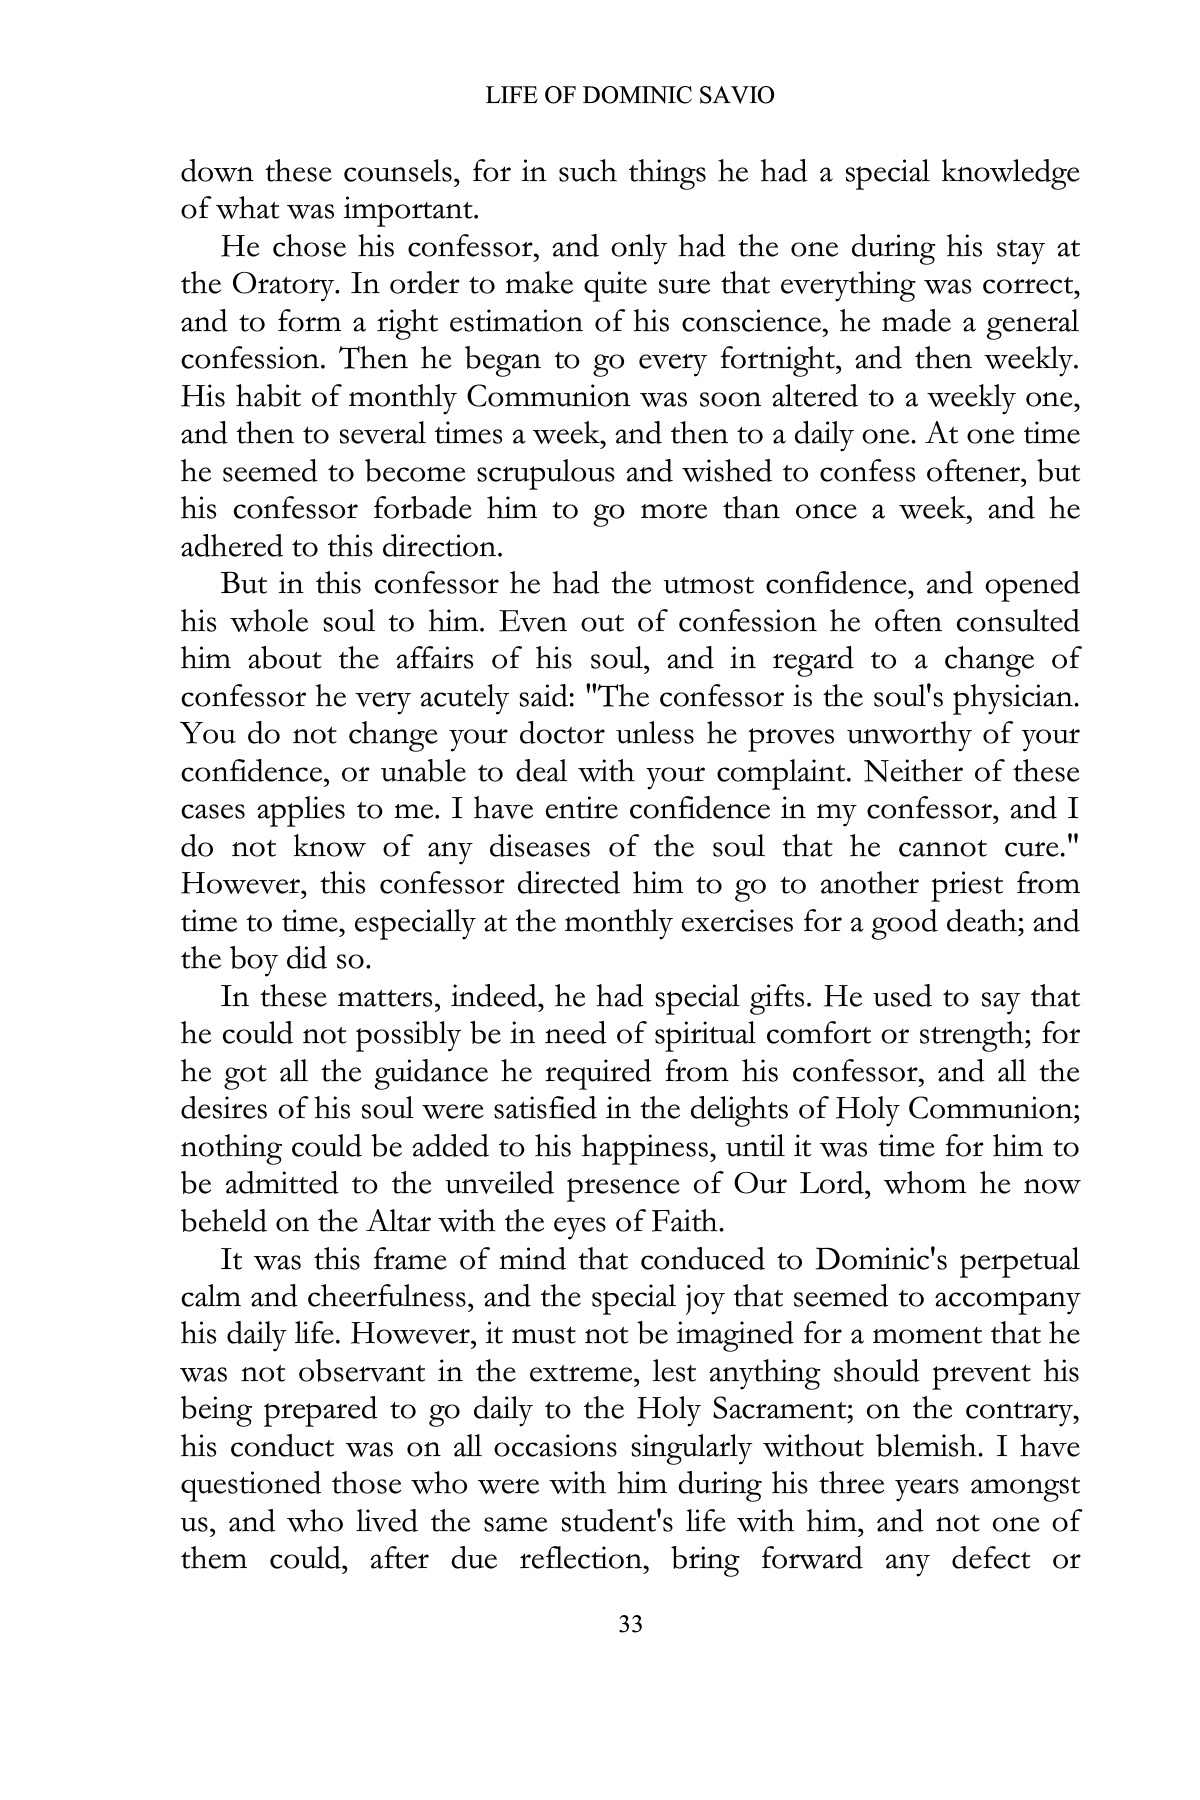 LIFE OF DOMINIC SAVIO
down these counsels, for in such things he had a special knowledge
of what was important.
He chose his confessor, and only had the one during his stay at
the Oratory. In order to make quite sure that everything was correct,
and to form a right estimation of his conscience, he made a general
confession. Then he began to go every fortnight, and then weekly.
His habit of monthly Communion was soon altered to a weekly one,
and then to several times a week, and then to a daily one. At one time
he seemed to become scrupulous and wished to confess oftener, but
his confessor forbade him to go more than once a week, and he
adhered to this direction.
But in this confessor he had the utmost confidence, and opened
his whole soul to him. Even out of confession he often consulted
him about the affairs of his soul, and in regard to a change of
confessor he very acutely said: "The confessor is the soul's physician.
You do not change your doctor unless he proves unworthy of your
confidence, or unable to deal with your complaint. Neither of these
cases applies to me. I have entire confidence in my confessor, and I
do not know of any diseases of the soul that he cannot cure."
However, this confessor directed him to go to another priest from
time to time, especially at the monthly exercises for a good death; and
the boy did so.
In these matters, indeed, he had special gifts. He used to say that
he could not possibly be in need of spiritual comfort or strength; for
he got all the guidance he required from his confessor, and all the
desires of his soul were satisfied in the delights of Holy Communion;
nothing could be added to his happiness, until it was time for him to
be admitted to the unveiled presence of Our Lord, whom he now
beheld on the Altar with the eyes of Faith.
It was this frame of mind that conduced to Dominic's perpetual
calm and cheerfulness, and the special joy that seemed to accompany
his daily life. However, it must not be imagined for a moment that he
was not observant in the extreme, lest anything should prevent his
being prepared to go daily to the Holy Sacrament; on the contrary,
his conduct was on all occasions singularly without blemish. I have
questioned those who were with him during his three years amongst
us, and who lived the same student's life with him, and not one of
them could, after due reflection, bring forward any defect or
33